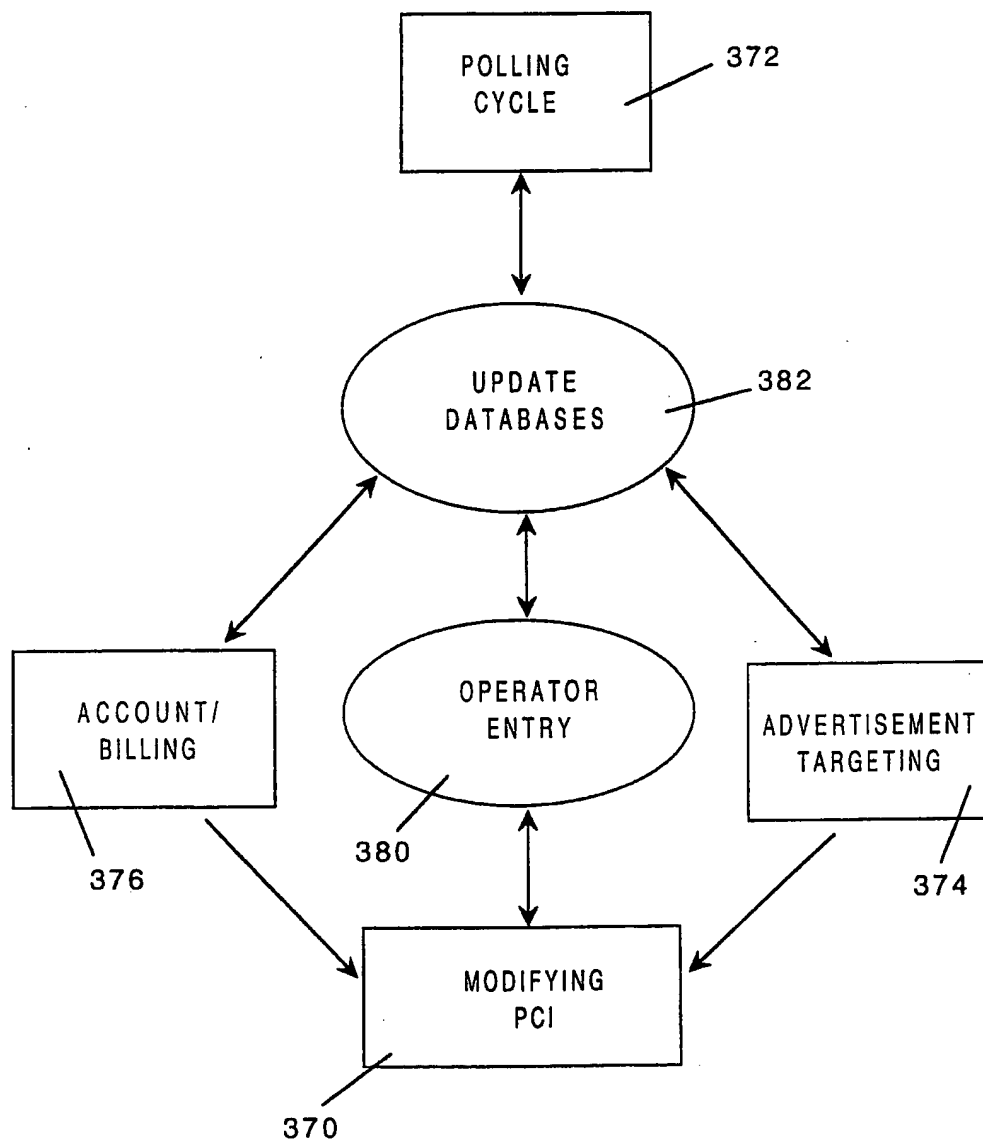 POLLING
CYCLE
372
UPDATE
DATABASES
382
ACCOUNT/
BILLING
376
OPERATOR
ENTRY
380
ADVERTISEMENT
TARGETING
374
MODIFYING
PCI
370